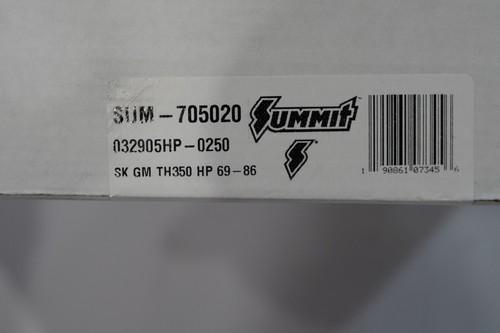 SUM-705020
SUMMIT
032905HP-0250
SK GM TH350 HP 69-86
1 90861 07345 6